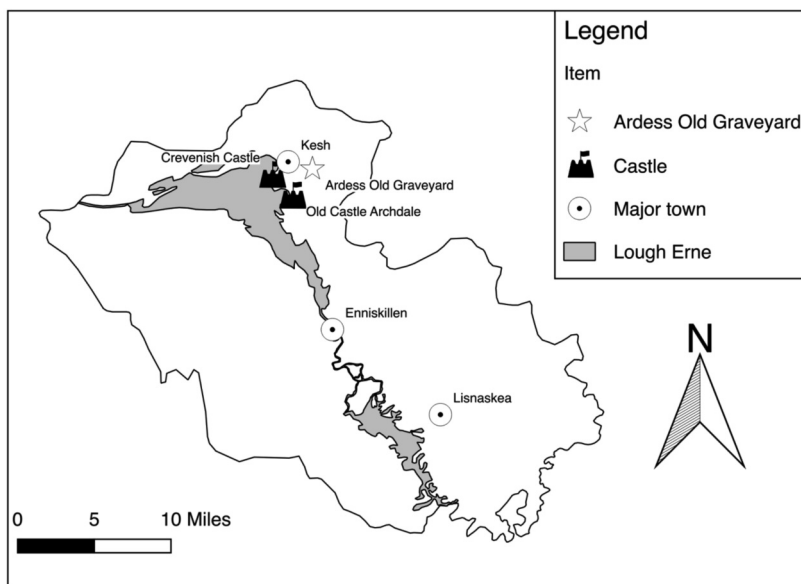 Legend
Item
Ardess Old Graveyard
Castle
Major town
Lough Erne
Kesh
Crevenish Castle
Ardess Old Graveyard
Old Castle Archdale
Enniskillen
Lisnaskea
N
0 5 10 Miles